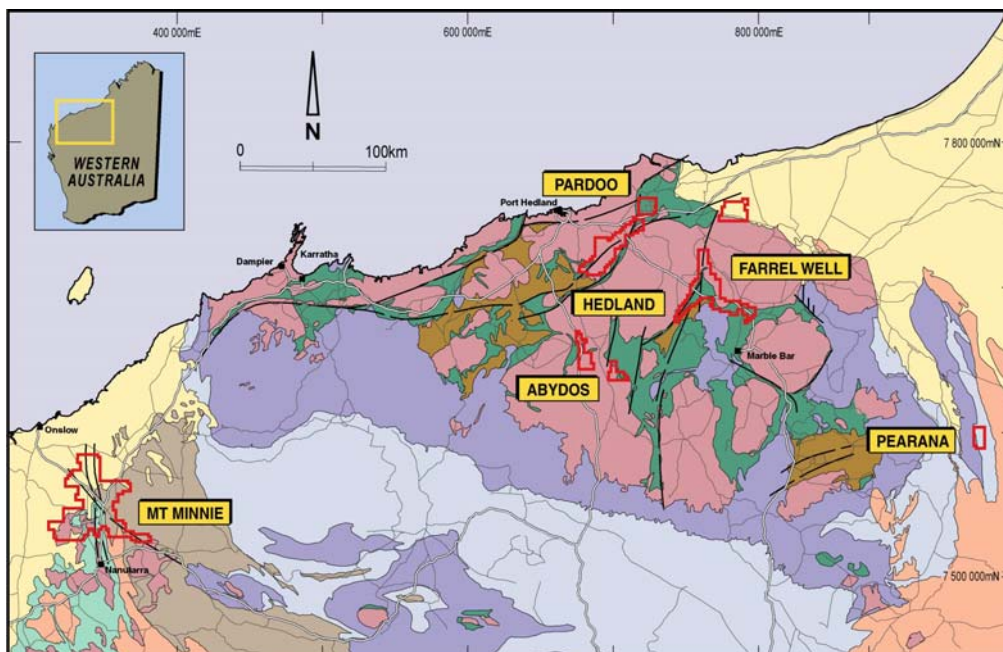 400 000mE
600 000mE
800 000mE
WESTERN
AUSTRALIA
N
0
100km
7 800 000mN
PARDOO
Port Hedland
Karratha
Dampier
FARREL WELL
HEDLAND
Marble Bar
ABYDOS
Onslow
PEARANA
MT MINNIE
Nanutarra
7 500 000mN